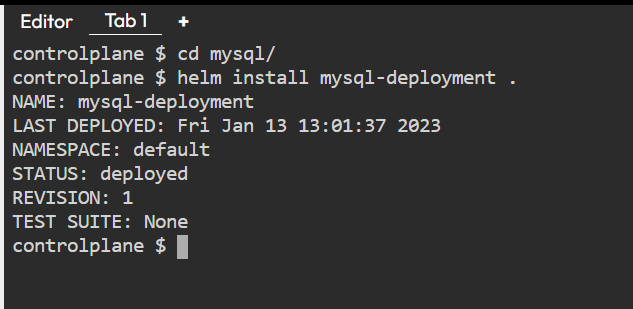 Editor Tab 1 +
controlplane $ cd mysql/
controlplane $ helm install mysql-deployment .
NAME: mysql-deployment
LAST DEPLOYED: Fri Jan 13 13:01:37 2023
NAMESPACE: default
STATUS: deployed
REVISION: 1
TEST SUITE: None
controlplane $